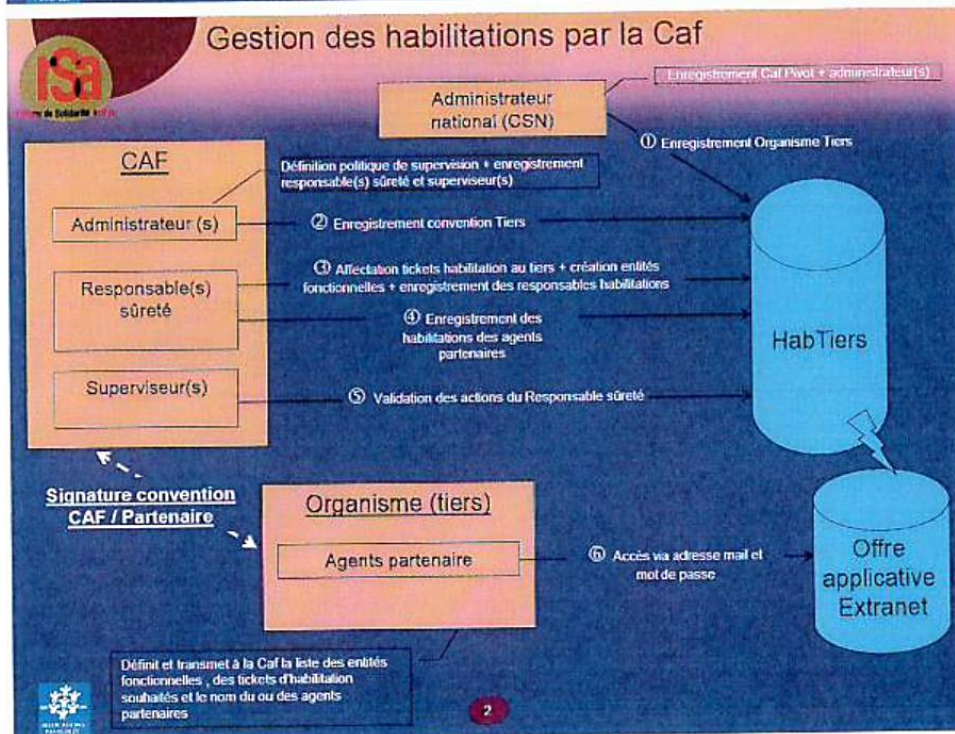 Gestion des habilitations par la Caf
rSa
Enregistrement Caf Pivot + administrateur(s)
Administrateur
national (CSN)
① Enregistrement Organisme Tiers
CAF
Définition politique de supervision + enregistrement
responsable(s) sûreté et superviseur(s)
Administrateur (s)
② Enregistrement convention Tiers
③ Affectation tickets habilitation au tiers + création entités
fonctionnelles + enregistrement des responsables habilitations
Responsable(s)
sûreté
④ Enregistrement des
habilitations des agents
partenaires
HabTiers
Superviseur(s)
⑤ Validation des actions du Responsable sûreté
Signature convention
CAF / Partenaire
Organisme (tiers)
Agents partenaire
⑥ Accès via adresse mail et
mot de passe
Offre
applicative
Extranet
Définit et transmet à la Caf la liste des entités
fonctionnelles , des tickets d'habilitation
souhaités et le nom du ou des agents
partenaires
2